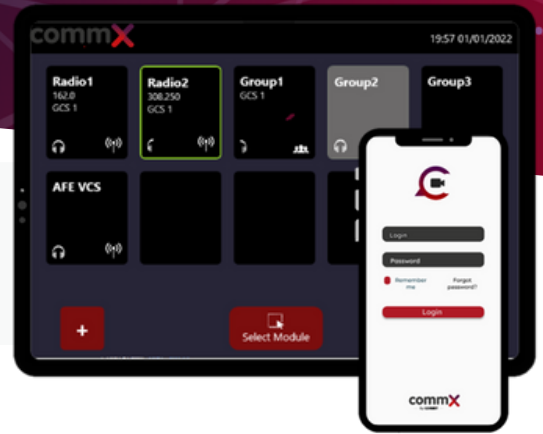 commX
19:57 01/01/2022
Radio1
162.0
GCS 1
Radio2
308.250
GCS 1
Group1
GCS 1
Group2
Group3
AFE VCS
+
Select Module
Login
Password
Remember me
Forgot password?
Login
commX